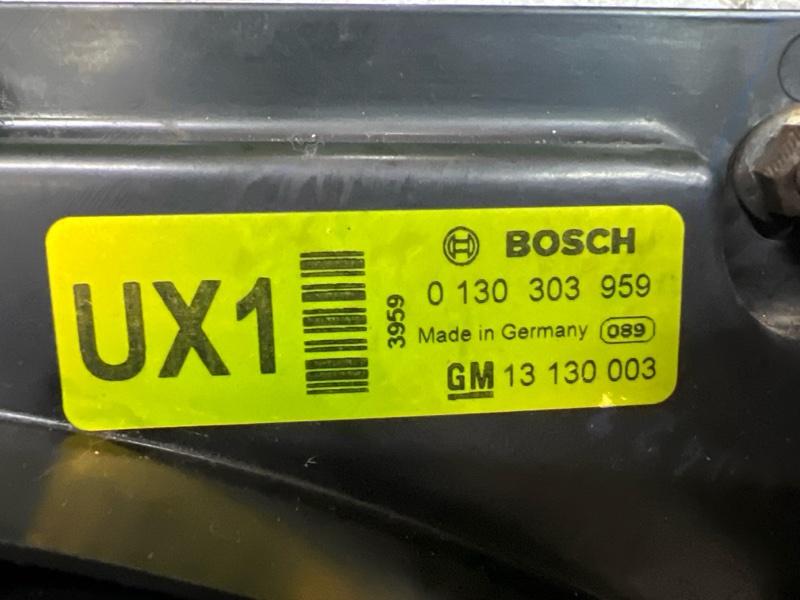 UX1
3959
BOSCH
0 130 303 959
Made in Germany 089
GM 13 130 003